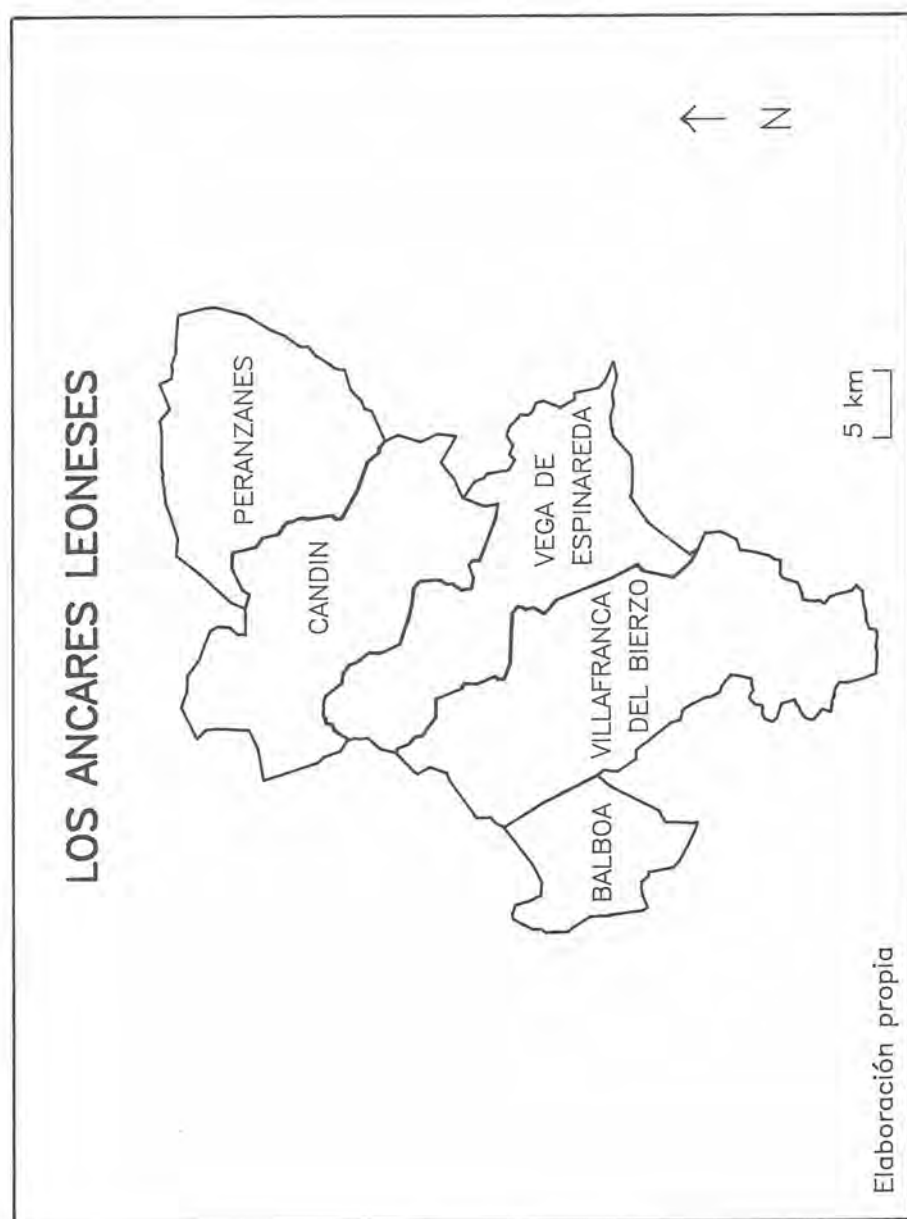 LOS ANCARES LEONESES
PERANZANES
CANDIN
VEGA DE
ESPINAREDA
VILLAFRANCA
DEL BIERZO
BALBOA
N
5 km
Elaboración propia